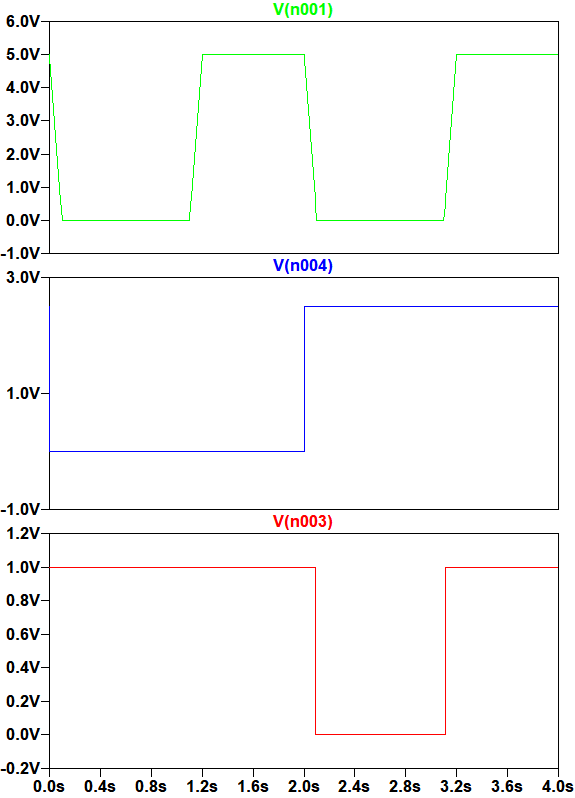 V(n001)
6.0V
5.0V
4.0V
3.0V
2.0V
1.0V
0.0V
-1.0V
V(n004)
3.0V
1.0V
-1.0V
V(n003)
1.2V
1.0V
0.8V
0.6V
0.4V
0.2V
0.0V
-0.2V
0.0s 0.4s 0.8s 1.2s 1.6s 2.0s 2.4s 2.8s 3.2s 3.6s 4.0s